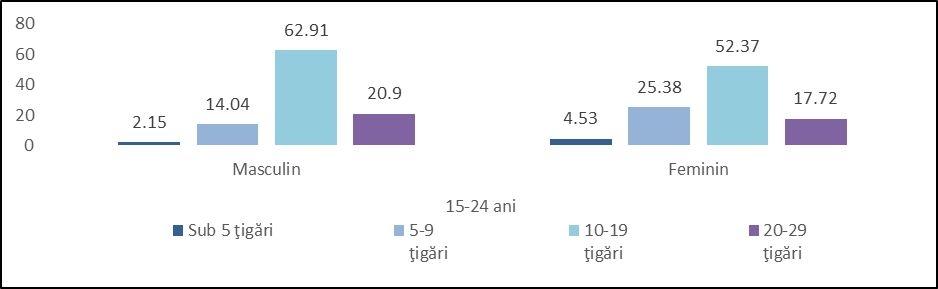 80
60
40
20
0
2.15
14.04
62.91
20.9
4.53
25.38
52.37
17.72
Masculin
Feminin
15-24 ani
Sub 5 ţigări
5-9
ţigări
10-19
ţigări
20-29
ţigări